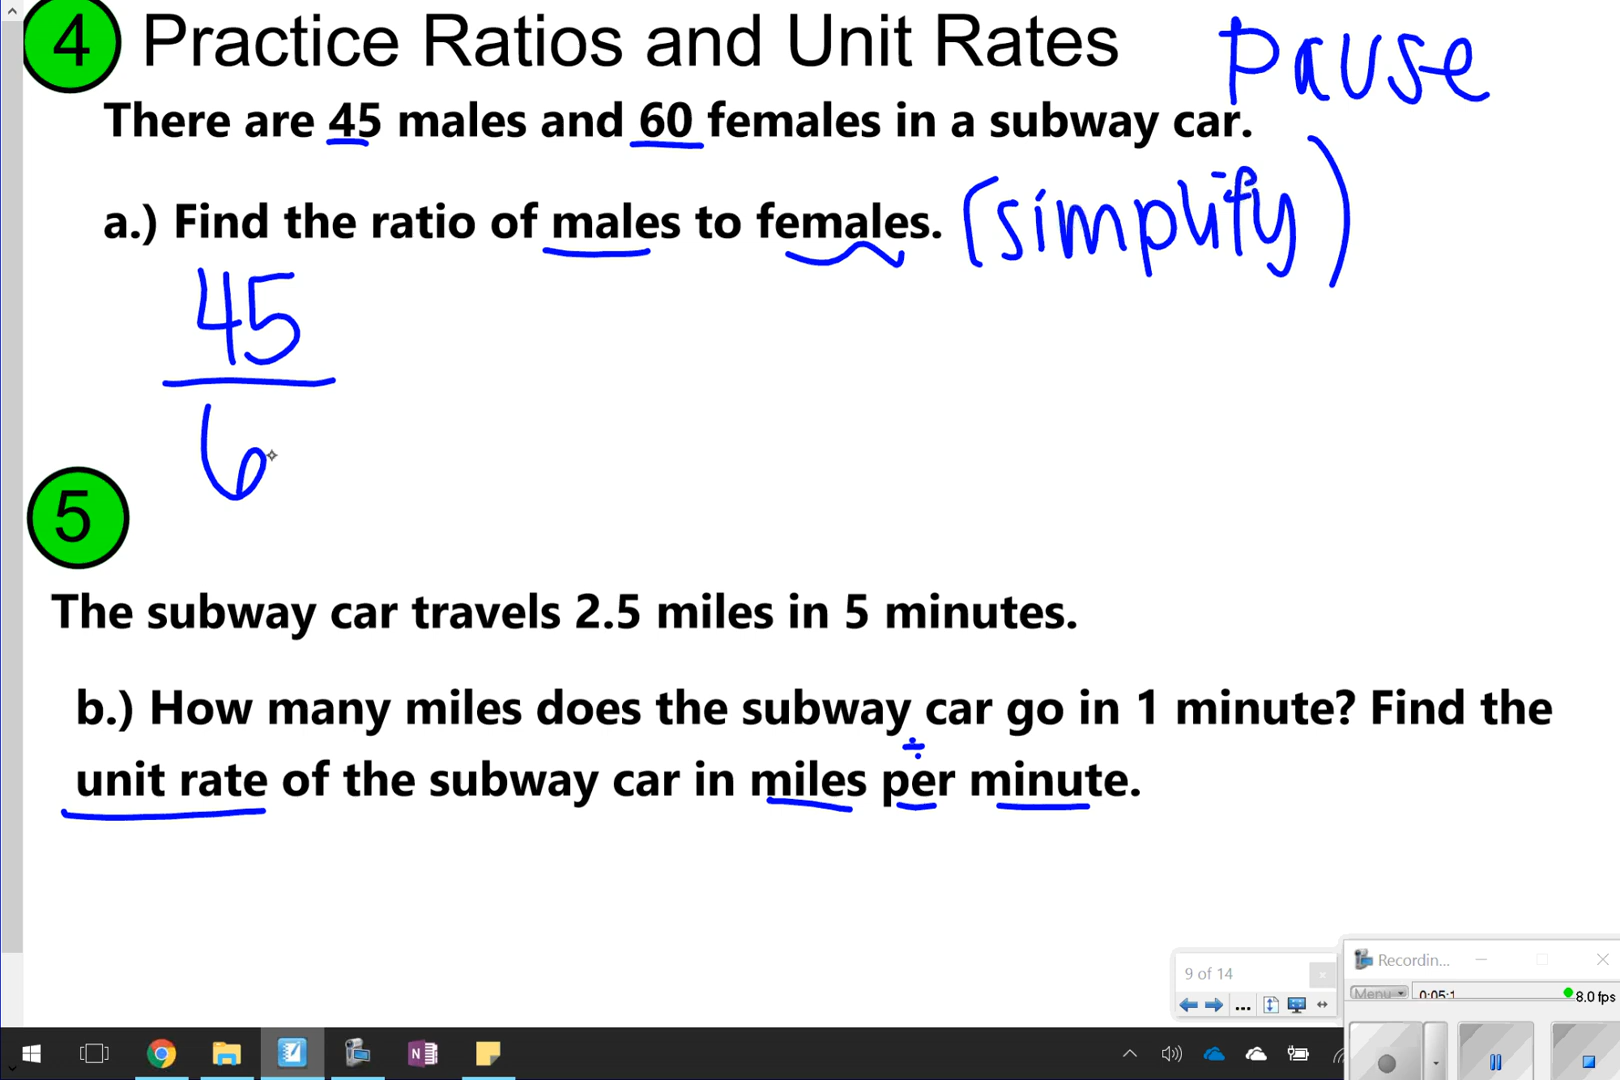 4 Practice Ratios and Unit Rates
pause
There are 45 males and 60 females in a subway car.
a.) Find the ratio of males to females. (simplify)
45
6
5
The subway car travels 2.5 miles in 5 minutes.
b.) How many miles does the subway car go in 1 minute? Find the
÷
unit rate of the subway car in miles per minute.
9 of 14
Recordin...
Menu
0:05:1
8.0 fps